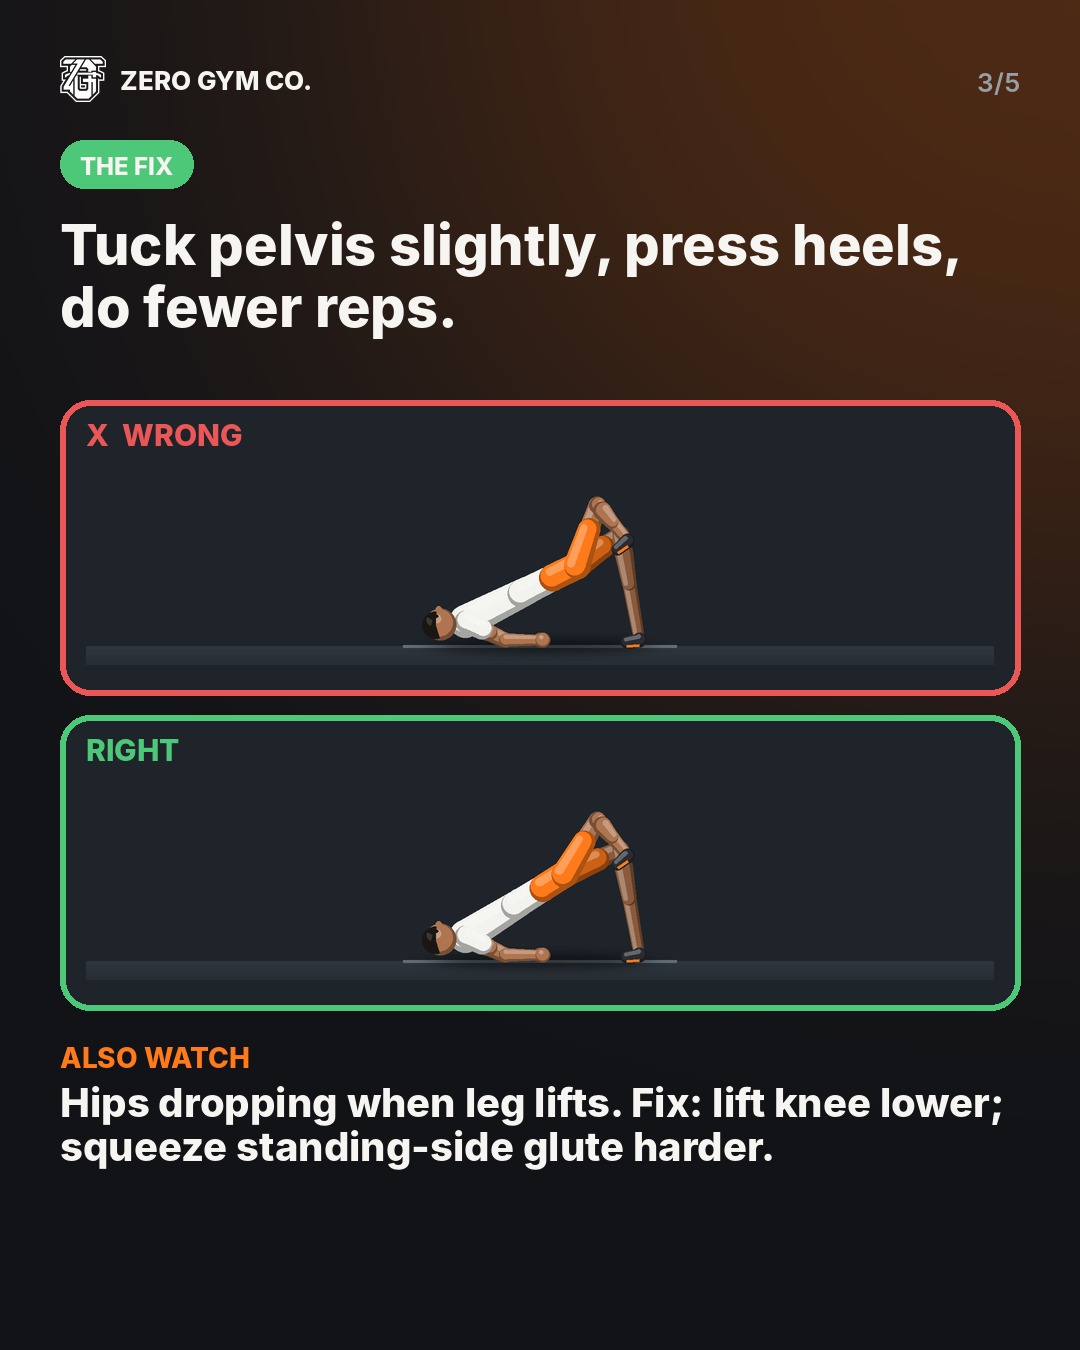 ZERO GYM CO.
3/5
THE FIX
Tuck pelvis slightly, press heels,
do fewer reps.
X WRONG
RIGHT
ALSO WATCH
Hips dropping when leg lifts. Fix: lift knee lower;
squeeze standing-side glute harder.